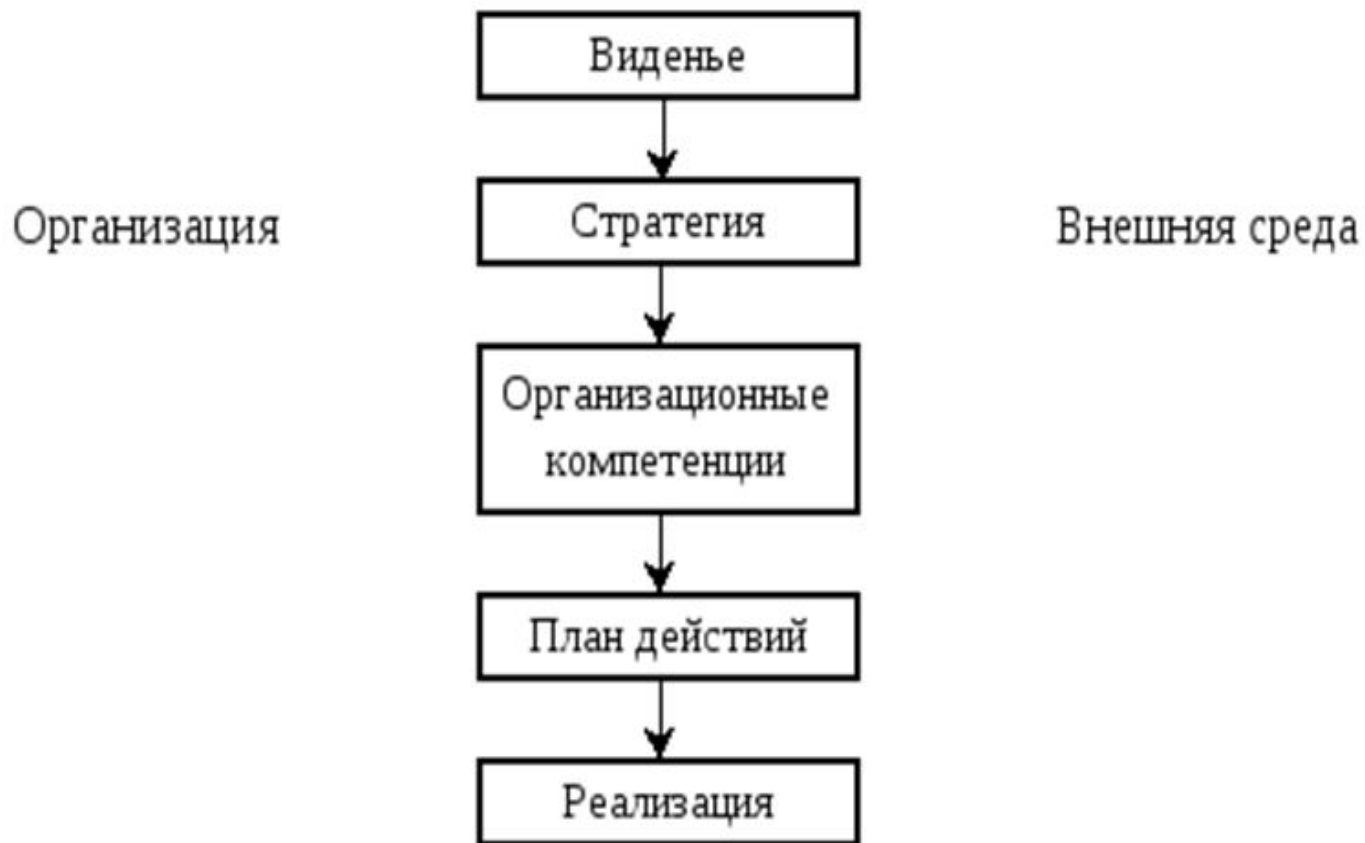 Виденье
Организация
Стратегия
Внешняя среда
Организационные
компетенции
План действий
Реализация